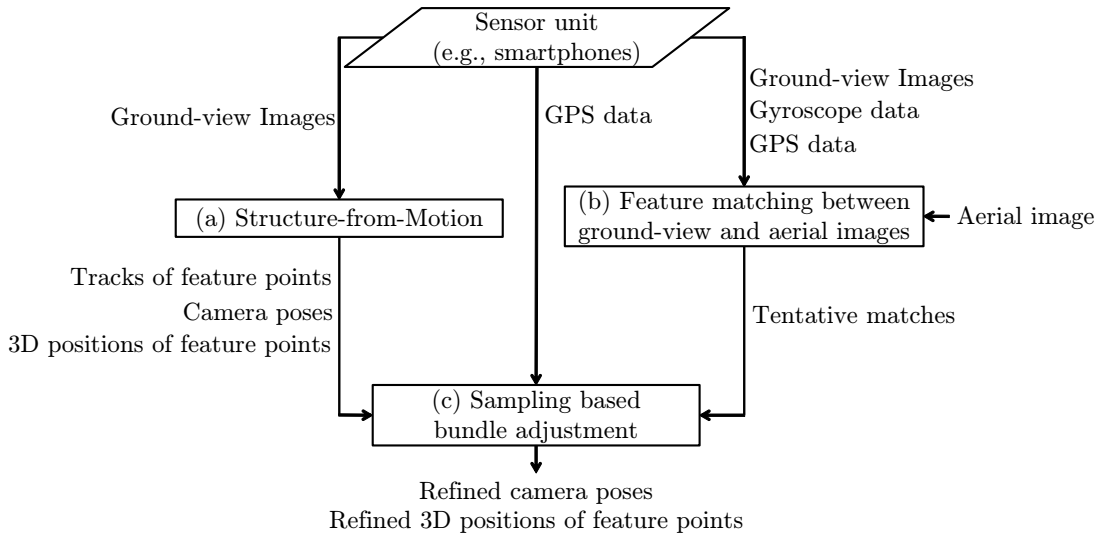 Sensor unit
(e.g., smartphones)
Ground-view Images
GPS data
Ground-view Images
Gyroscope data
GPS data
(a) Structure-from-Motion
(b) Feature matching between
ground-view and aerial images
Aerial image
Tracks of feature points
Camera poses
3D positions of feature points
Tentative matches
(c) Sampling based
bundle adjustment
Refined camera poses
Refined 3D positions of feature points